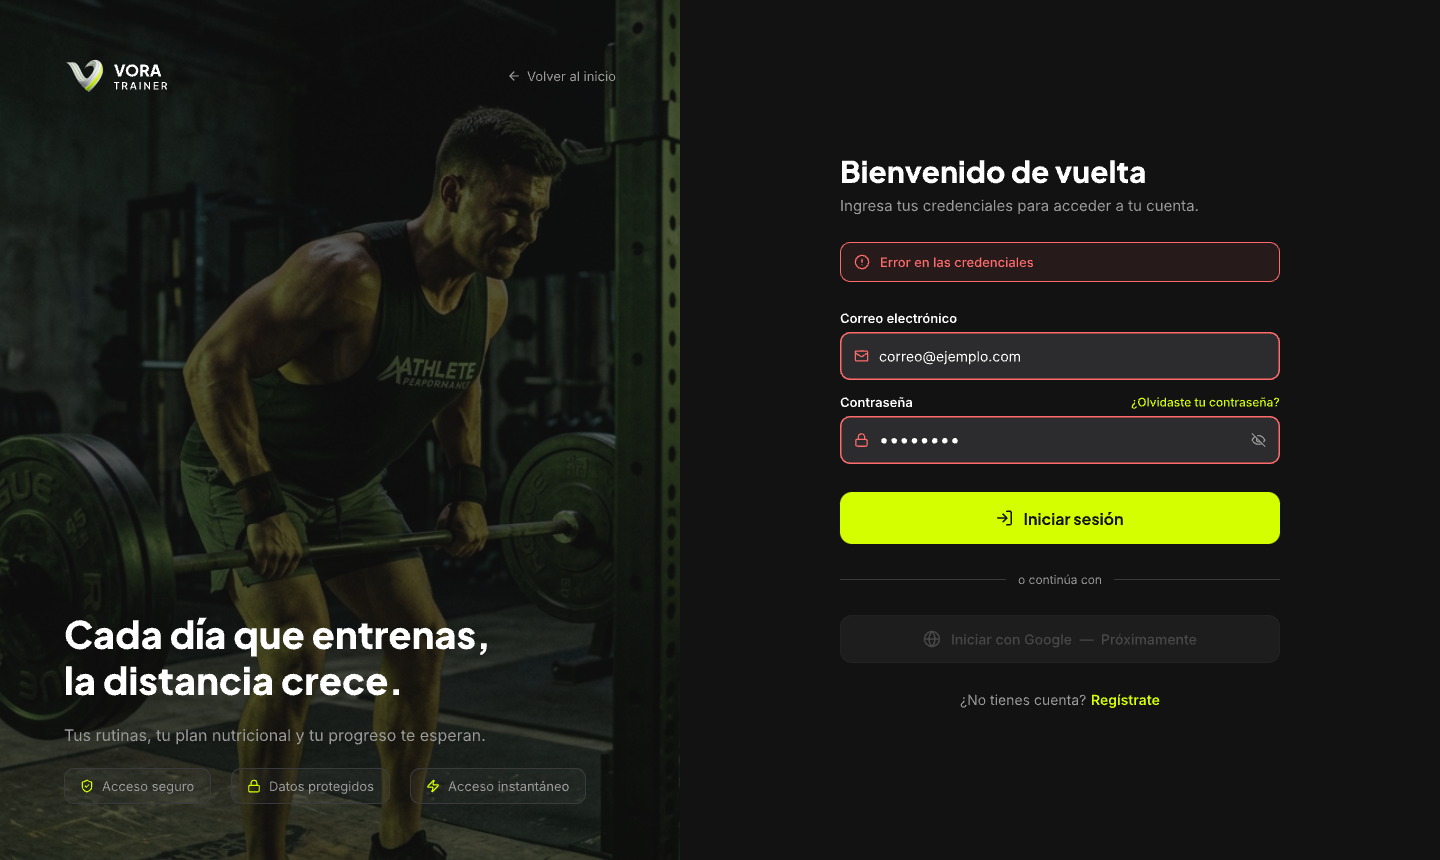 VORA
TRAINER
Volver al inicio
ATHLETE
PEAPORNANCE
45
Cada día que entrenas,
la distancia crece.
Tus rutinas, tu plan nutricional y tu progreso te esperan.
Acceso seguro
Datos protegidos
Acceso instantáneo
Bienvenido de vuelta
Ingresa tus credenciales para acceder a tu cuenta.
Error en las credenciales
Correo electrónico
correo@ejemplo.com
Contraseña
¿Olvidaste tu contraseña?
Iniciar sesión
o continúa con
Iniciar con Google — Próximamente
¿No tienes cuenta? Regístrate